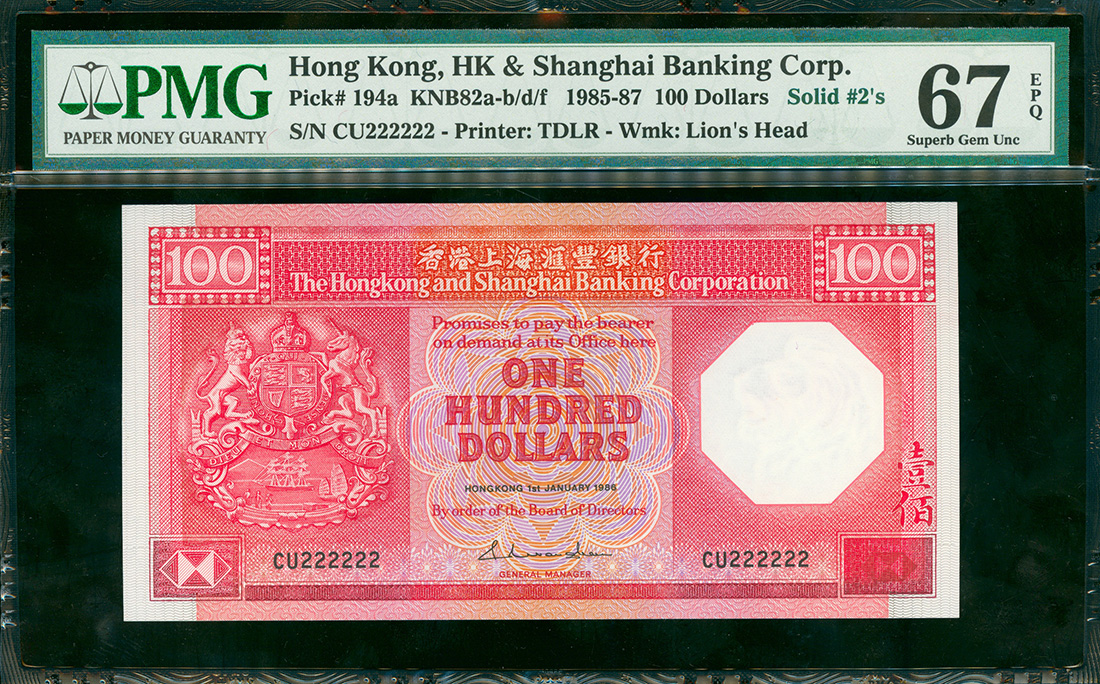 PMG
PAPER MONEY GUARANTY
Hong Kong, HK & Shanghai Banking Corp.
Pick# 194a KNB82a-b/d/f 1985-87 100 Dollars Solid #2's
S/N CU222222 - Printer: TDLR - Wmk: Lion's Head
67
EPQ
Superb Gem Unc
100
香港上海滙豐銀行
100
The Hongkong and Shanghai Banking Corporation
Promises to pay the bearer
on demand at its Office here
ONE
HUNDRED
DOLLARS
DIEU ET MON DROIT
HONGKONG 1st JANUARY 1986
By order of the Board of Directors
壹佰
CU222222
CU222222
GENERAL MANAGER